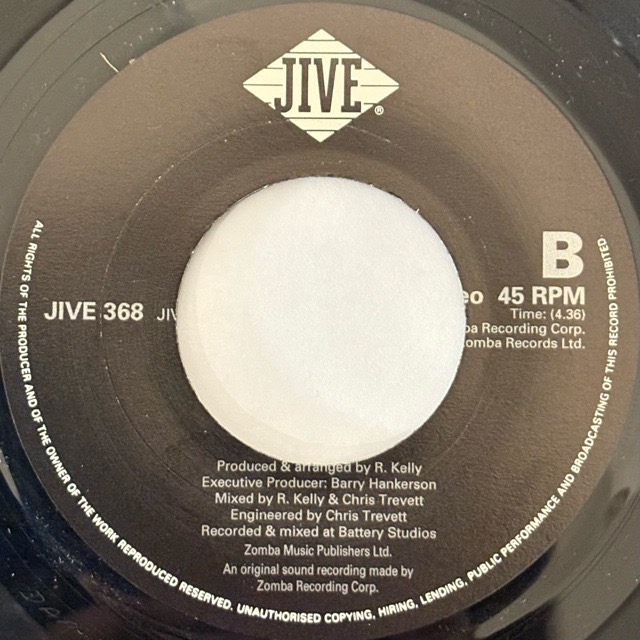 JIVE
®
B
45 RPM
JIVE 368
Time: (4.36)
Recording Corp.
Records Ltd.
Produced & arranged by R. Kelly
Executive Producer: Barry Hankerson
Mixed by R. Kelly & Chris Trevett
Engineered by Chris Trevett
Recorded & mixed at Battery Studios
Zomba Music Publishers Ltd.
An original sound recording made by
Zomba Recording Corp.
ALL RIGHTS OF THE PRODUCER AND OF THE OWNER OF THE WORK REPRODUCED RESERVED. UNAUTHORISED COPYING, HIRING, LENDING, PUBLIC PERFORMANCE AND BROADCASTING OF THIS RECORD PROHIBITED.